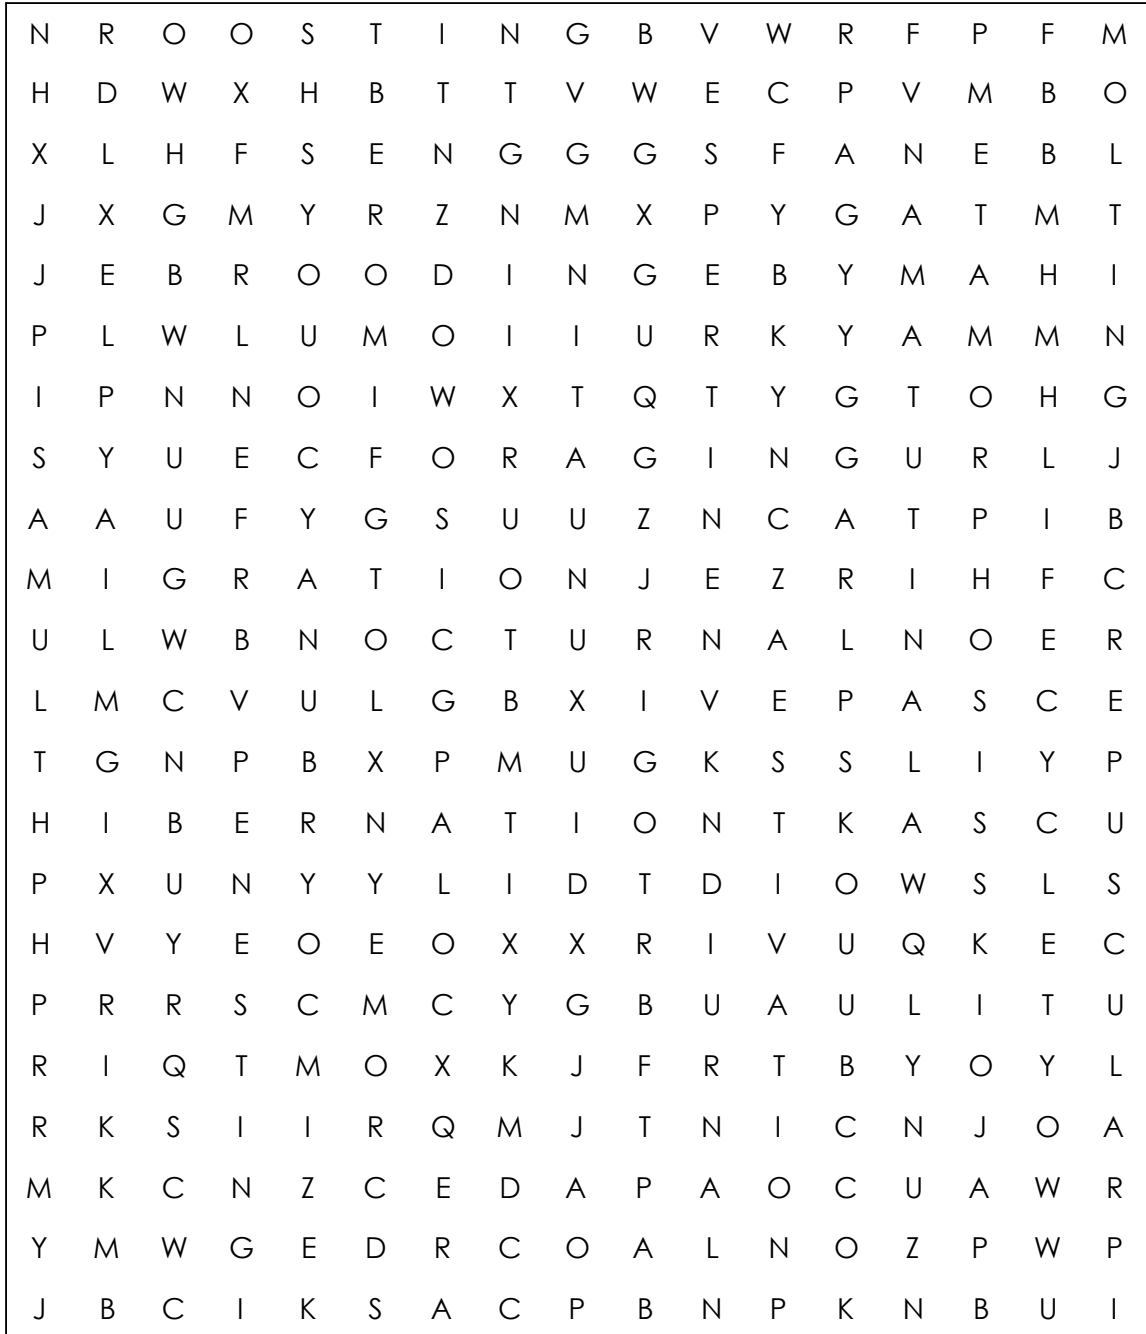 N R O O S T I N G B V W R F P F M
H D W X H B T T V W E C P V M B O
X L H F S E N G G G S F A N E B L
J X G M Y R Z N M X P Y G A T M T
J E B R O O D I N G E B Y M A H I
P L W L U M O I I U R K Y A M M N
I P N N O I W X T Q T Y G T O H G
S Y U E C F O R A G I N G U R L J
A A U F Y G S U U Z N C A T P I B
M I G R A T I O N J E Z R I H F C
U L W B N O C T U R N A L N O E R
L M C V U L G B X I V E P A S C E
T G N P B X P M U G K S S L I Y P
H I B E R N A T I O N T K A S C U
P X U N Y Y L I D T D I O W S L S
H V Y E O E O X X R I V U Q K E C
P R R S C M C Y G B U A U L I T U
R I Q T M O X K J F R T B Y O Y L
R K S I I R Q M J T N I C N J O A
M K C N Z C E D A P A O C U A W R
Y M W G E D R C O A L N O Z P W P
J B C I K S A C P B N P K N B U I